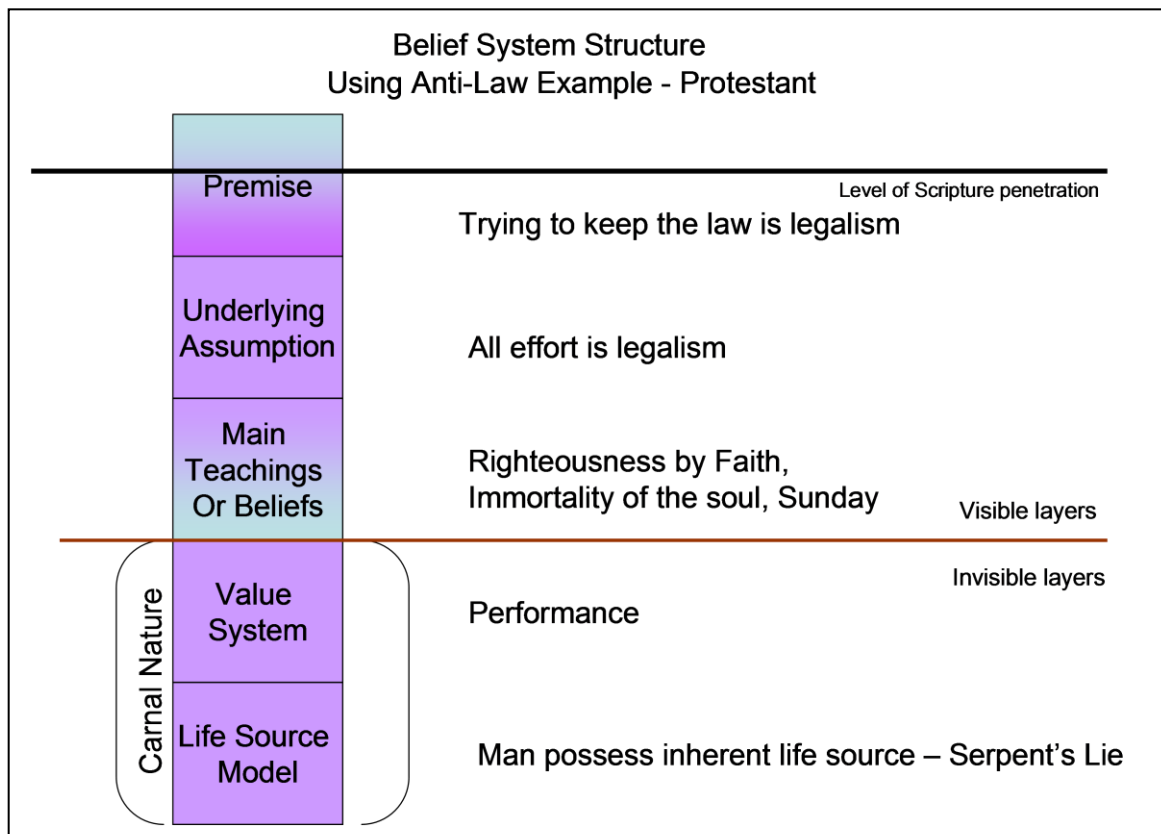 Belief System Structure
Using Anti-Law Example - Protestant
Premise
Level of Scripture penetration
Trying to keep the law is legalism
Underlying
Assumption
All effort is legalism
Main
Teachings
Or Beliefs
Righteousness by Faith,
Immortality of the soul, Sunday
Visible layers
Invisible layers
Carnal Nature
Value
System
Performance
Life Source
Model
Man possess inherent life source – Serpent's Lie